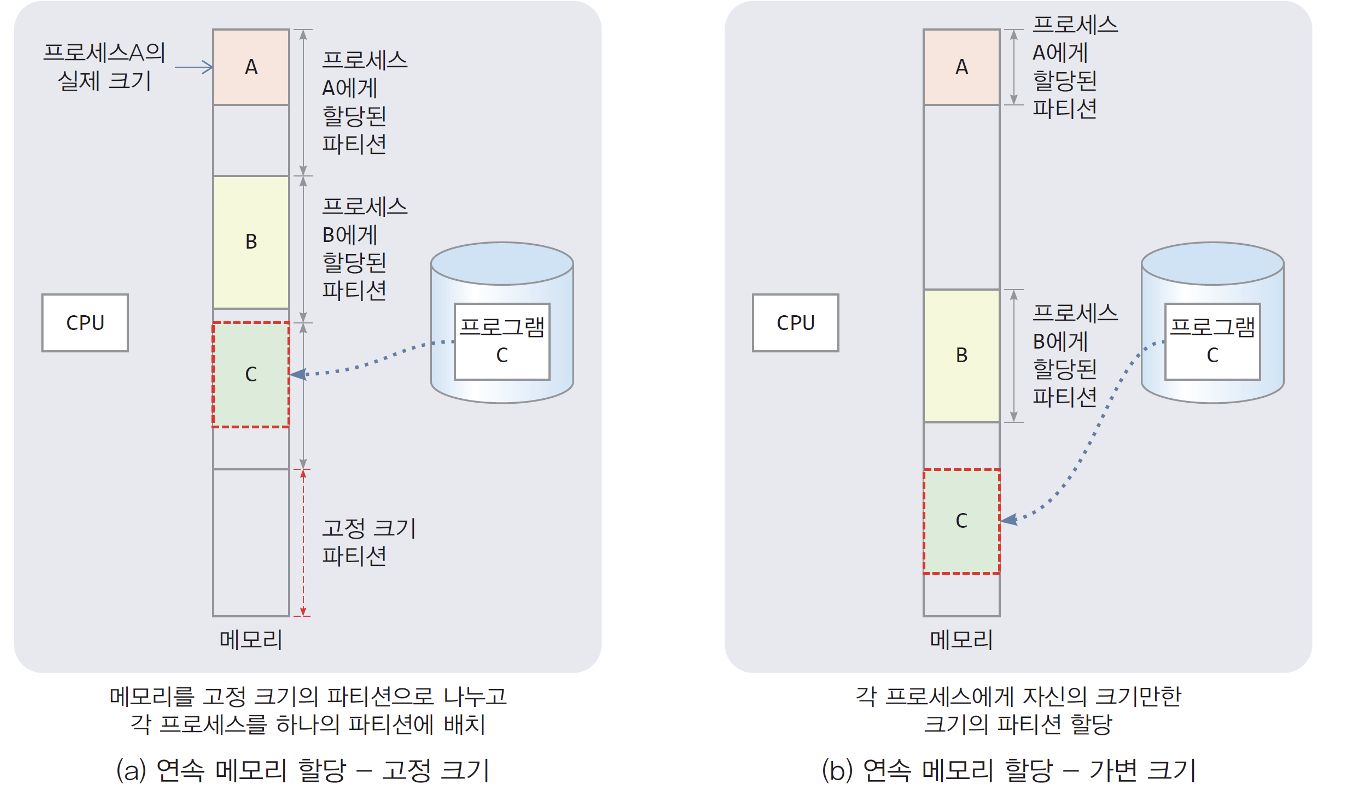 프로세스A의
실제 크기
A
프로세스
A에게
할당된
파티션
B
프로세스
B에게
할당된
파티션
CPU
프로그램
C
C
고정 크기
파티션
메모리
메모리를 고정 크기의 파티션으로 나누고
각 프로세스를 하나의 파티션에 배치
(a) 연속 메모리 할당 – 고정 크기
A
프로세스
A에게
할당된
파티션
CPU
B
프로세스
B에게
할당된
파티션
프로그램
C
C
메모리
각 프로세스에게 자신의 크기만한
크기의 파티션 할당
(b) 연속 메모리 할당 – 가변 크기